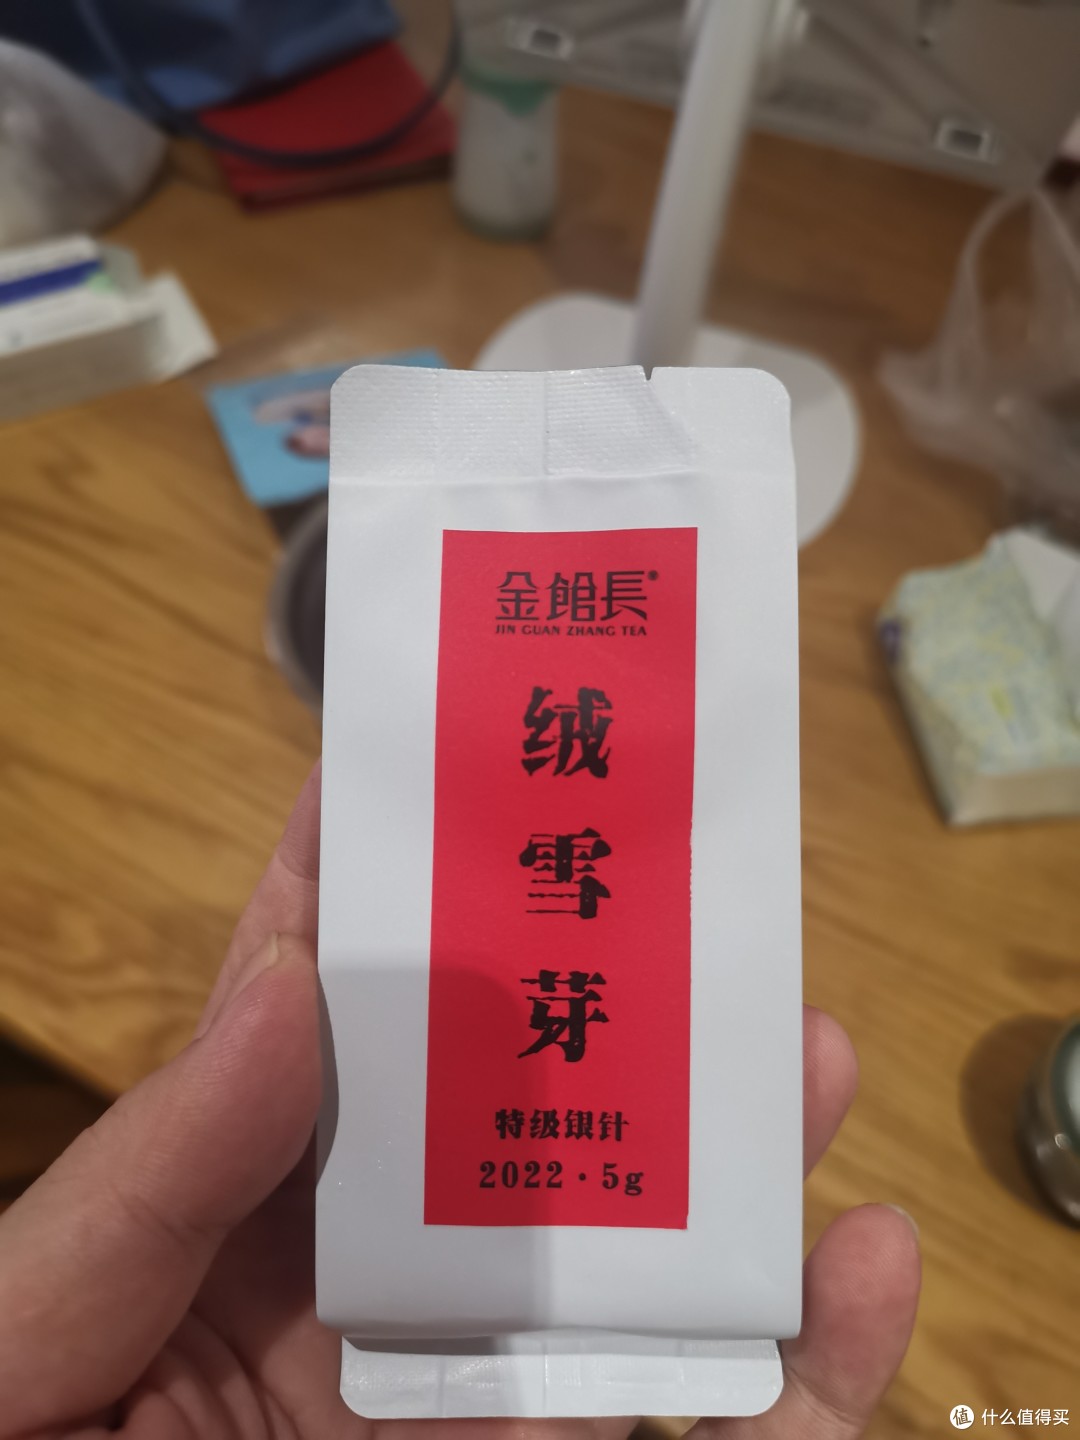 金館長®
JIN GUAN ZHANG TEA
绒雪芽
特级银针
2022·5g
值 什么值得买